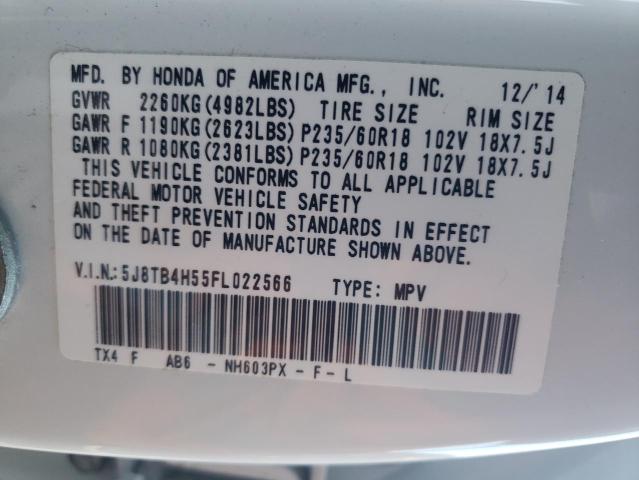 MFD. BY HONDA OF AMERICA MFG., INC. 12/'14
GVWR 2260KG(4982LBS) TIRE SIZE RIM SIZE
GAWR F 1190KG(2623LBS) P235/60R18 102V 18X7.5J
GAWR R 1080KG(2381LBS) P235/60R18 102V 18X7.5J
THIS VEHICLE CONFORMS TO ALL APPLICABLE
FEDERAL MOTOR VEHICLE SAFETY
AND THEFT PREVENTION STANDARDS IN EFFECT
ON THE DATE OF MANUFACTURE SHOWN ABOVE.
V.I.N.:5J8TB4H55FL022566 TYPE: MPV
TX4 F AB6 - NH603PX - F - L